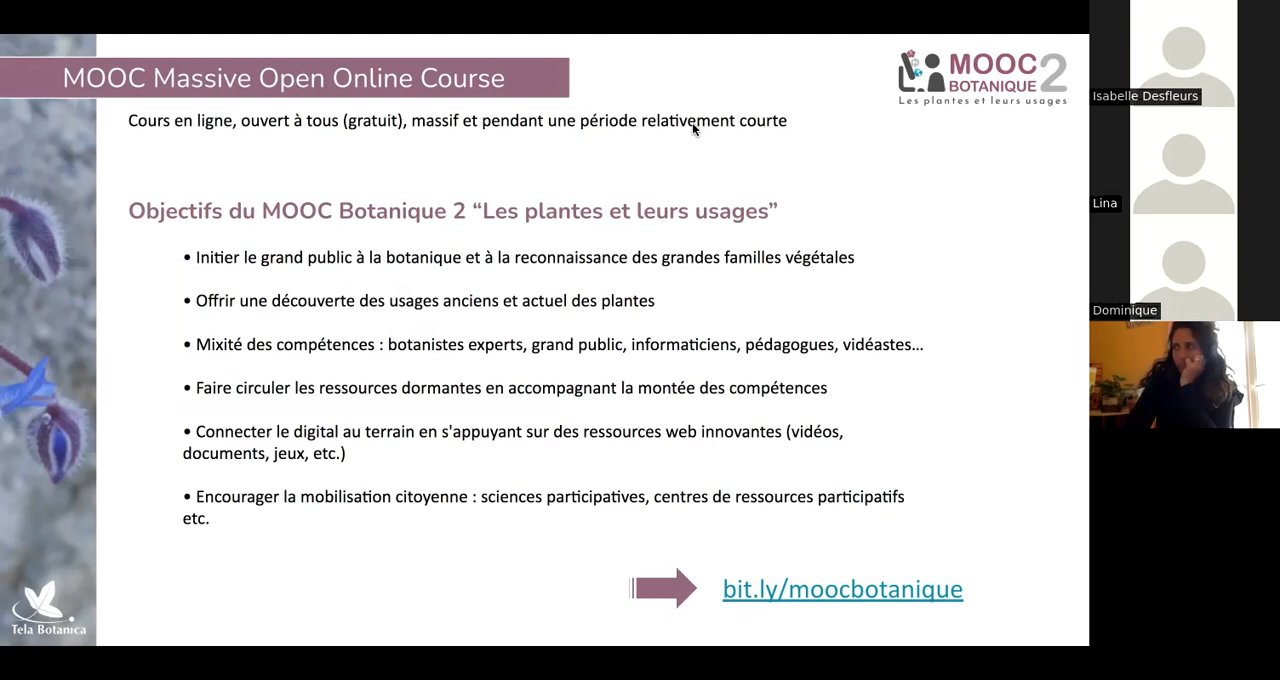 MOOC Massive Open Online Course
MOOC 2
BOTANIQUE
Les plantes et leurs usages
Cours en ligne, ouvert à tous (gratuit), massif et pendant une période relativement courte
Objectifs du MOOC Botanique 2 “Les plantes et leurs usages”
• Initier le grand public à la botanique et à la reconnaissance des grandes familles végétales
• Offrir une découverte des usages anciens et actuel des plantes
• Mixité des compétences : botanistes experts, grand public, informaticiens, pédagogues, vidéastes...
• Faire circuler les ressources dormantes en accompagnant la montée des compétences
• Connecter le digital au terrain en s'appuyant sur des ressources web innovantes (vidéos,
documents, jeux, etc.)
• Encourager la mobilisation citoyenne : sciences participatives, centres de ressources participatifs
etc.
bit.ly/moocbotanique
Tela Botanica
Isabelle Desfleurs
Lina
Dominique